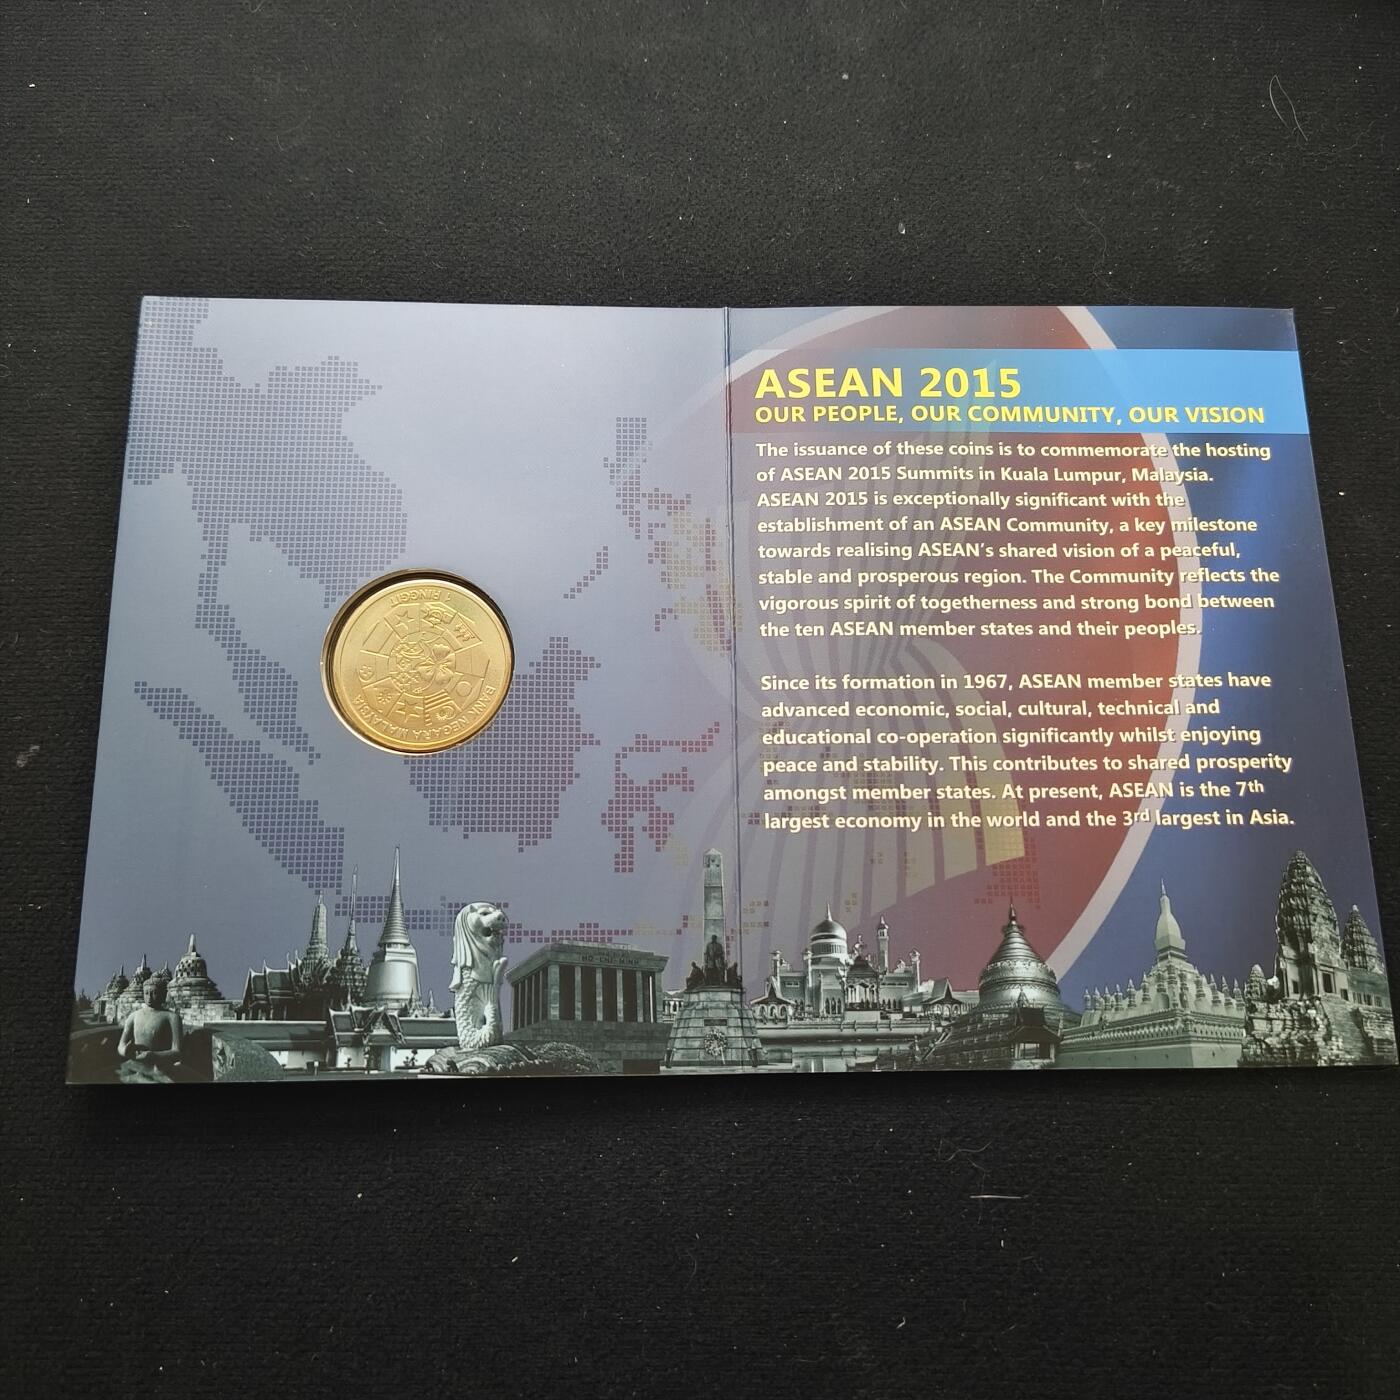 1 RINGGIT
BANK NEGARA MALAYSIA
ASEAN 2015
OUR PEOPLE, OUR COMMUNITY, OUR VISION
The issuance of these coins is to commemorate the hosting
of ASEAN 2015 Summits in Kuala Lumpur, Malaysia.
ASEAN 2015 is exceptionally significant with the
establishment of an ASEAN Community, a key milestone
towards realising ASEAN's shared vision of a peaceful,
stable and prosperous region. The Community reflects the
vigorous spirit of togetherness and strong bond between
the ten ASEAN member states and their peoples.
Since its formation in 1967, ASEAN member states have
advanced economic, social, cultural, technical and
educational co-operation significantly whilst enjoying
peace and stability. This contributes to shared prosperity
amongst member states. At present, ASEAN is the 7th
largest economy in the world and the 3rd largest in Asia.
HO-CHI-MINH